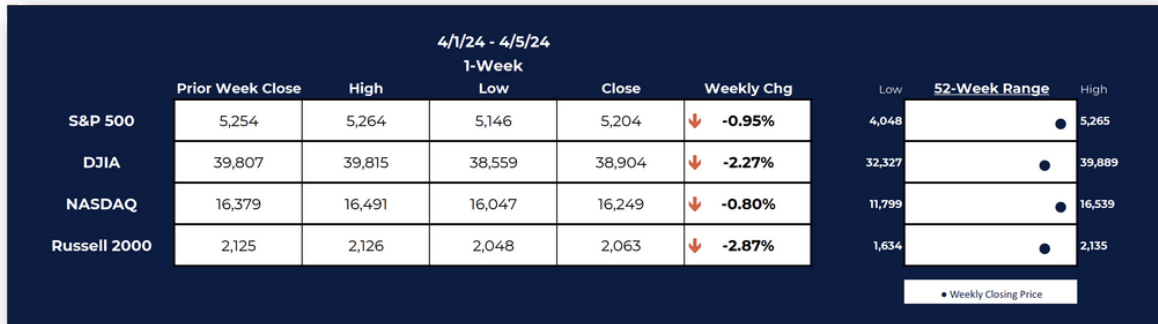 4/1/24 - 4/5/24
1-Week
Prior Week Close High Low Close Weekly Chg Low 52-Week Range High
S&P 500 5,254 5,264 5,146 5,204 -0.95% 4,048 5,265
DJIA 39,807 39,815 38,559 38,904 -2.27% 32,327 39,889
NASDAQ 16,379 16,491 16,047 16,249 -0.80% 11,799 16,539
Russell 2000 2,125 2,126 2,048 2,063 -2.87% 1,634 2,135
Weekly Closing Price